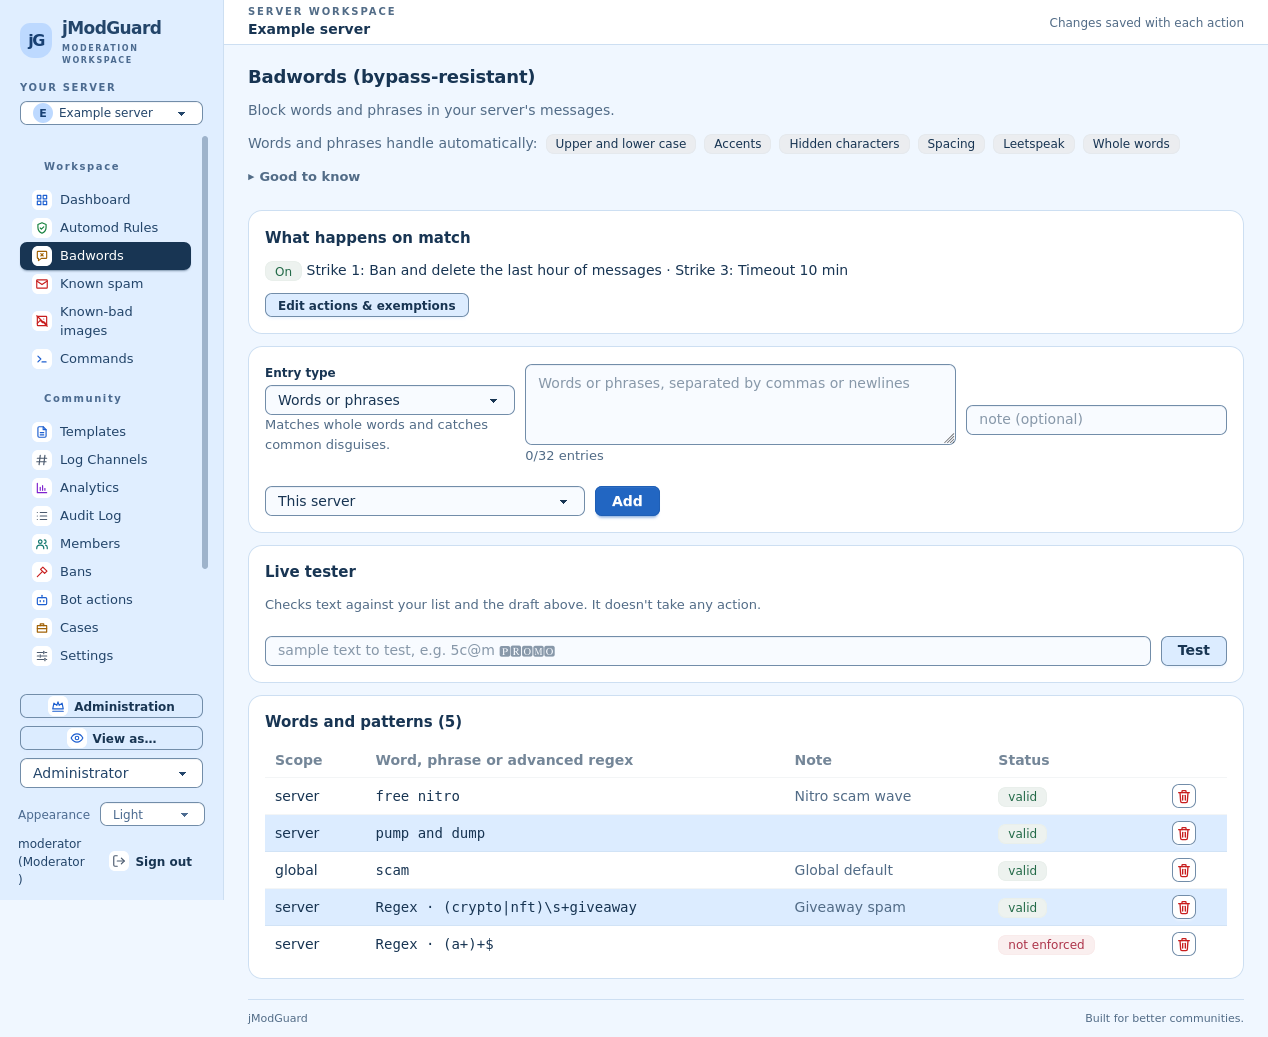 jG
jModGuard
MODERATION
WORKSPACE
YOUR SERVER
E Example server
Workspace
Dashboard
Automod Rules
Badwords
Known spam
Known-bad
images
Commands
Community
Templates
Log Channels
Analytics
Audit Log
Members
Bans
Bot actions
Cases
Settings
Administration
View as…
Administrator
Appearance Light
moderator
(Moderator
)
Sign out
SERVER WORKSPACE
Example server
Changes saved with each action
Badwords (bypass-resistant)
Block words and phrases in your server's messages.
Words and phrases handle automatically: Upper and lower case Accents Hidden characters Spacing Leetspeak Whole words
▸ Good to know
What happens on match
On Strike 1: Ban and delete the last hour of messages · Strike 3: Timeout 10 min
Edit actions & exemptions
Entry type
Words or phrases
Matches whole words and catches
common disguises.
Words or phrases, separated by commas or newlines
0/32 entries
note (optional)
This server
Add
Live tester
Checks text against your list and the draft above. It doesn't take any action.
sample text to test, e.g. 5c@m 🅿🆁🅾🅼🅾
Test
Words and patterns (5)
Scope Word, phrase or advanced regex Note Status
server free nitro Nitro scam wave valid
server pump and dump valid
global scam Global default valid
server Regex · (crypto|nft)\s+giveaway Giveaway spam valid
server Regex · (a+)+$ not enforced
jModGuard
Built for better communities.